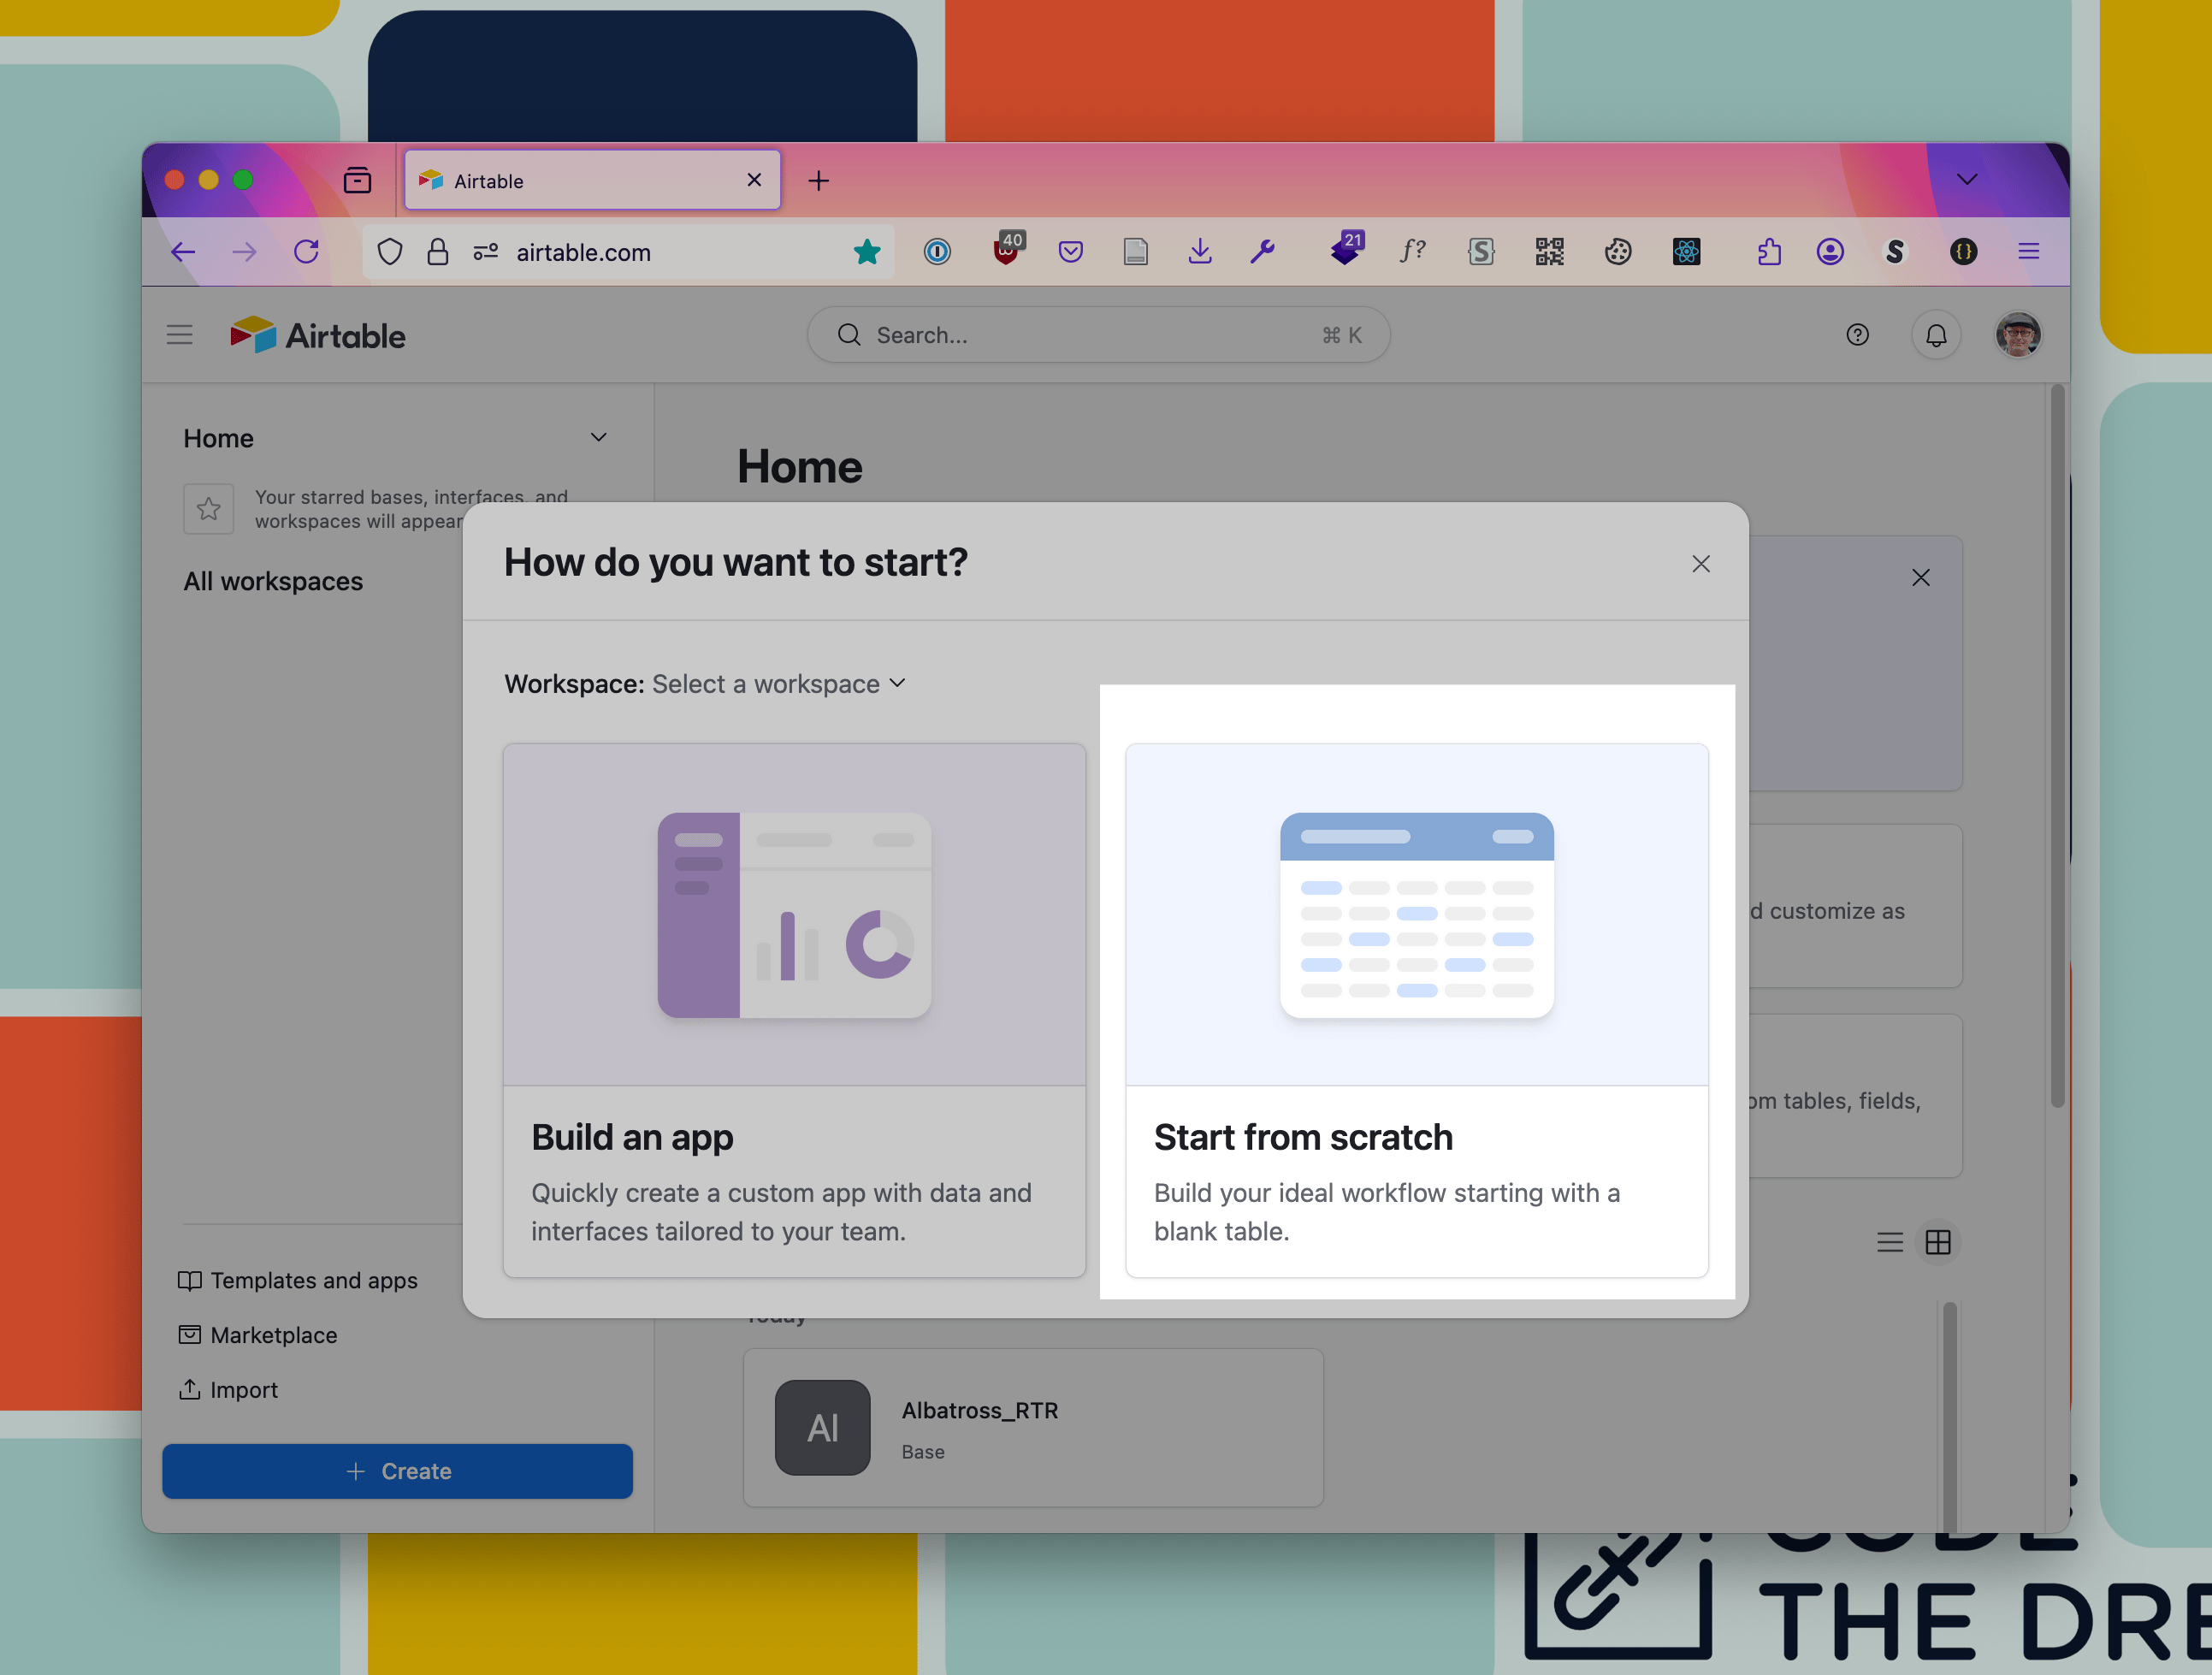 Airtable
airtable.com
40
21
f?
S
S
{}
Airtable
Search...
⌘ K
Home
Your starred bases, interfaces, and
workspaces will appear
All workspaces
Templates and apps
Marketplace
Import
+ Create
Home
How do you want to start?
Workspace: Select a workspace
Build an app
Quickly create a custom app with data and
interfaces tailored to your team.
Start from scratch
Build your ideal workflow starting with a
blank table.
d customize as
om tables, fields,
Today
Al
Albatross_RTR
Base
CODE
THE DRE